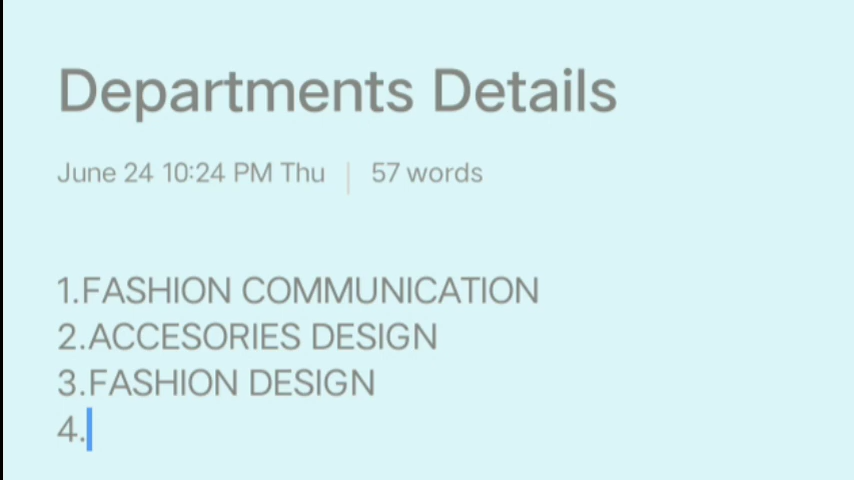 Departments Details
June 24 10:24 PM Thu | 57 words
1.FASHION COMMUNICATION
2.ACCESORIES DESIGN
3.FASHION DESIGN
4.